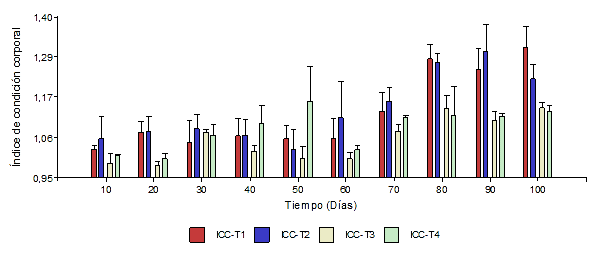 Índice de condición corporal
1,40
1,29
1,17
1,06
0,95
10 20 30 40 50 60 70 80 90 100
Tiempo (Días)
ICC-T1 ICC-T2 ICC-T3 ICC-T4